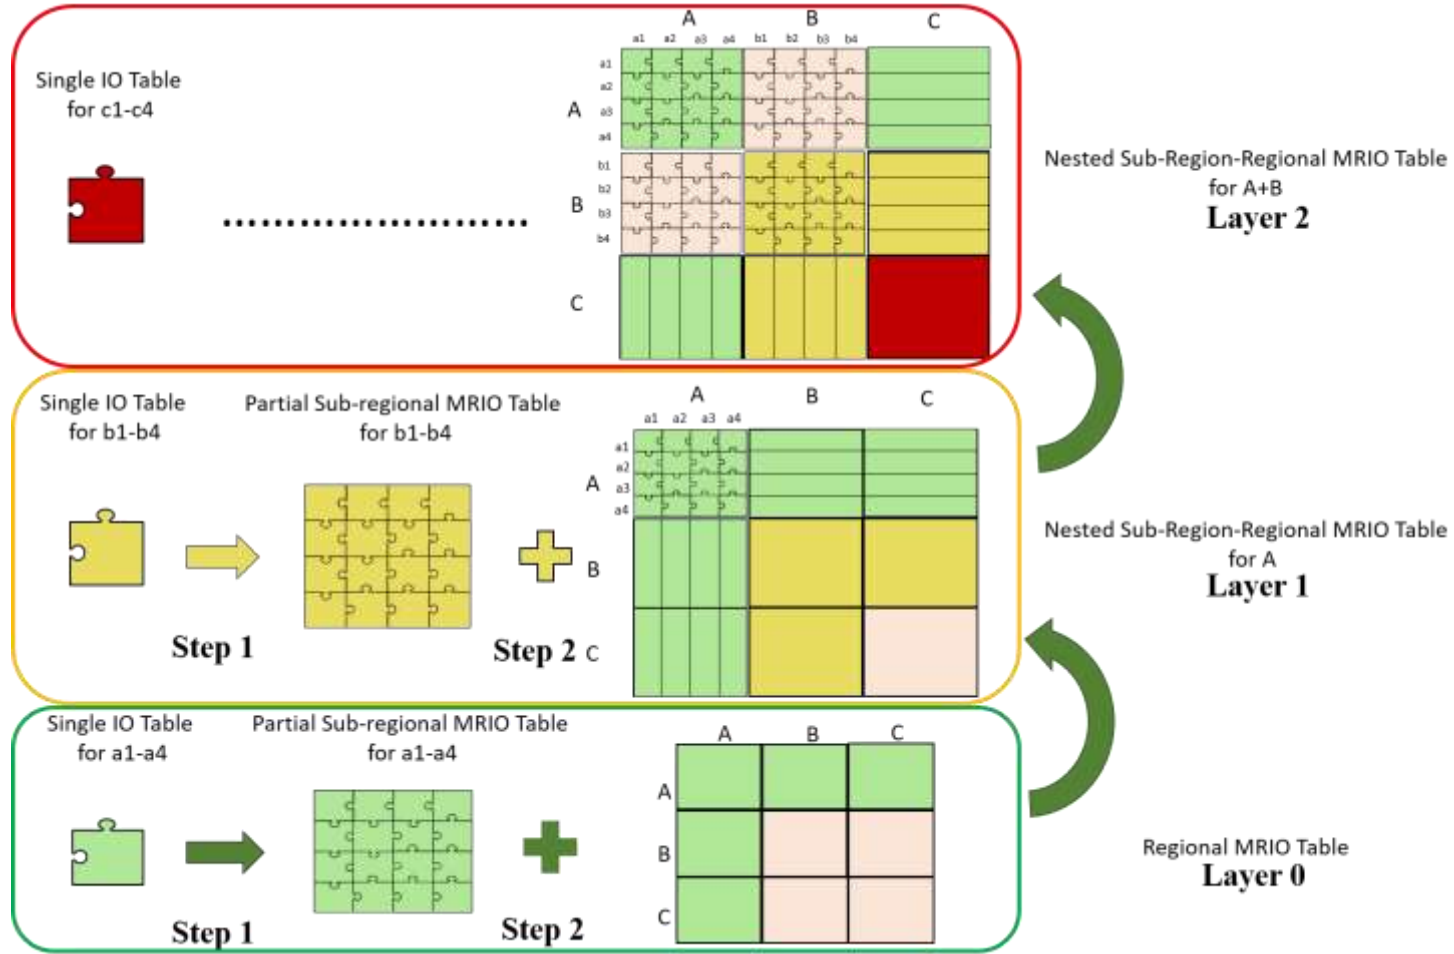 A B C
a1 a2 a3 a4 b1 b2 b3 b4
Single IO Table
for c1-c4
a1
a2
A
a3
a4
b1
b2
B
b3
b4
C
Nested Sub-Region-Regional MRIO Table
for A+B
Layer 2
Single IO Table
for b1-b4
Partial Sub-regional MRIO Table
for b1-b4
A B C
a1 a2 a3 a4
a1
a2
A
a3
a4
B
Step 1
Step 2
C
Nested Sub-Region-Regional MRIO Table
for A
Layer 1
Single IO Table
for a1-a4
Partial Sub-regional MRIO Table
for a1-a4
A B C
A
B
C
Step 1
Step 2
Regional MRIO Table
Layer 0